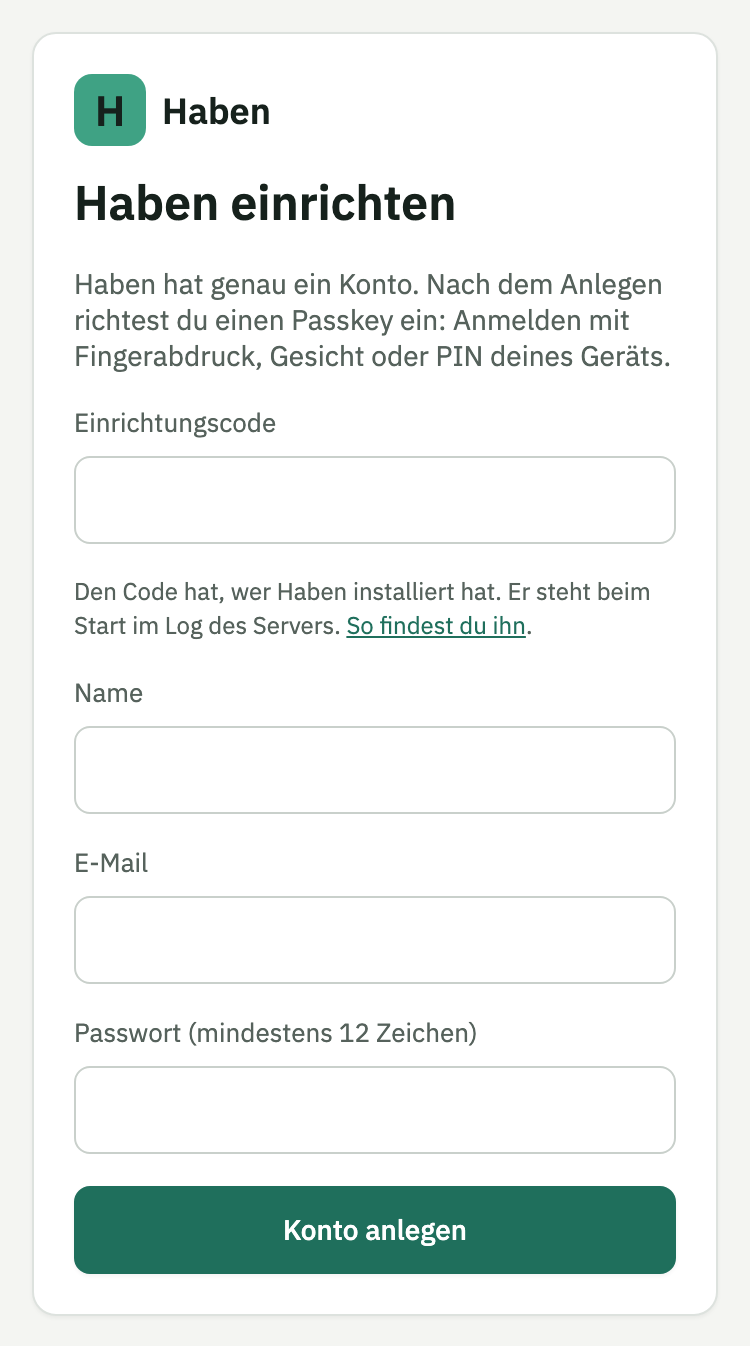 H
Haben
Haben einrichten
Haben hat genau ein Konto. Nach dem Anlegen
richtest du einen Passkey ein: Anmelden mit
Fingerabdruck, Gesicht oder PIN deines Geräts.
Einrichtungscode
Den Code hat, wer Haben installiert hat. Er steht beim
Start im Log des Servers. So findest du ihn.
Name
E-Mail
Passwort (mindestens 12 Zeichen)
Konto anlegen